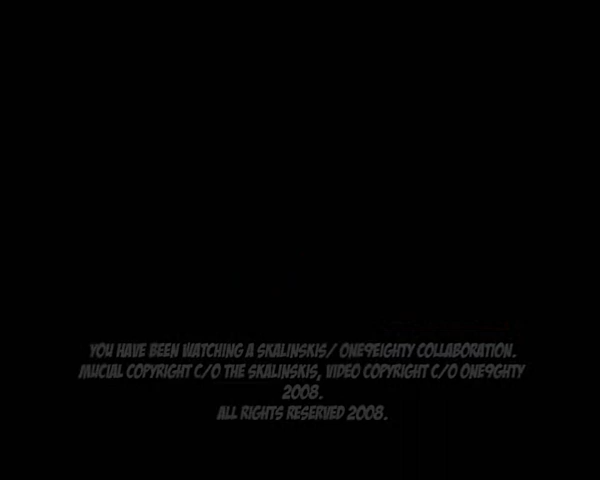 YOU HAVE BEEN WATCHING A SKALINSKIS/ ONE9EIGHTY COLLABORATION.
MUCIAL COPYRIGHT C/O THE SKALINSKIS, VIDEO COPYRIGHT C/O ONE9GHTY
2008.
ALL RIGHTS RESERVED 2008.